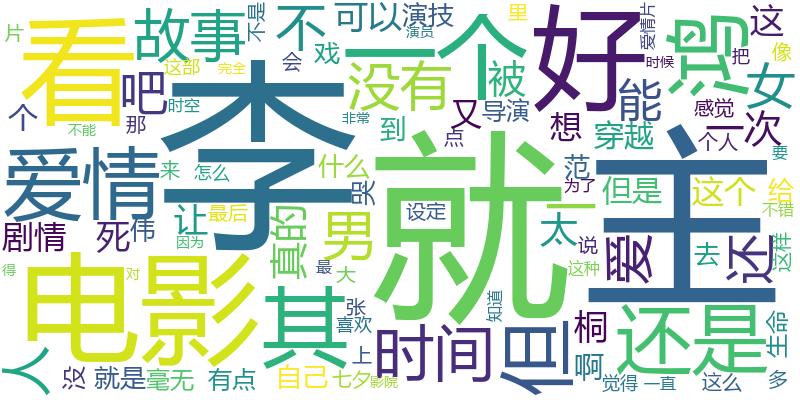 片
看
故事
不是
不
可以
演技
里
爱情片
这
像
这部
完全
会
戏
演员
一个
好
鸿
时候
把
女
吧
个
那
时空
不能
李
没有
被
非常
又
导演
点
能
想
感觉
一次
个人
要
爱情
来
怎么
什么
到
就
穿越
主
范
为了
但是
这个
给
不错
剧情
死
伟
让
最后
因为
真的
男
哭
设定
一
太
说
爱
去
还
这样
得
电影
对
其
最
大
张
喜欢
上
时间
知道
但
这种
桐
啊
还是
生命
人
没
就是
毫无
有点
自己
七夕
影院
觉得
一直
这么
多